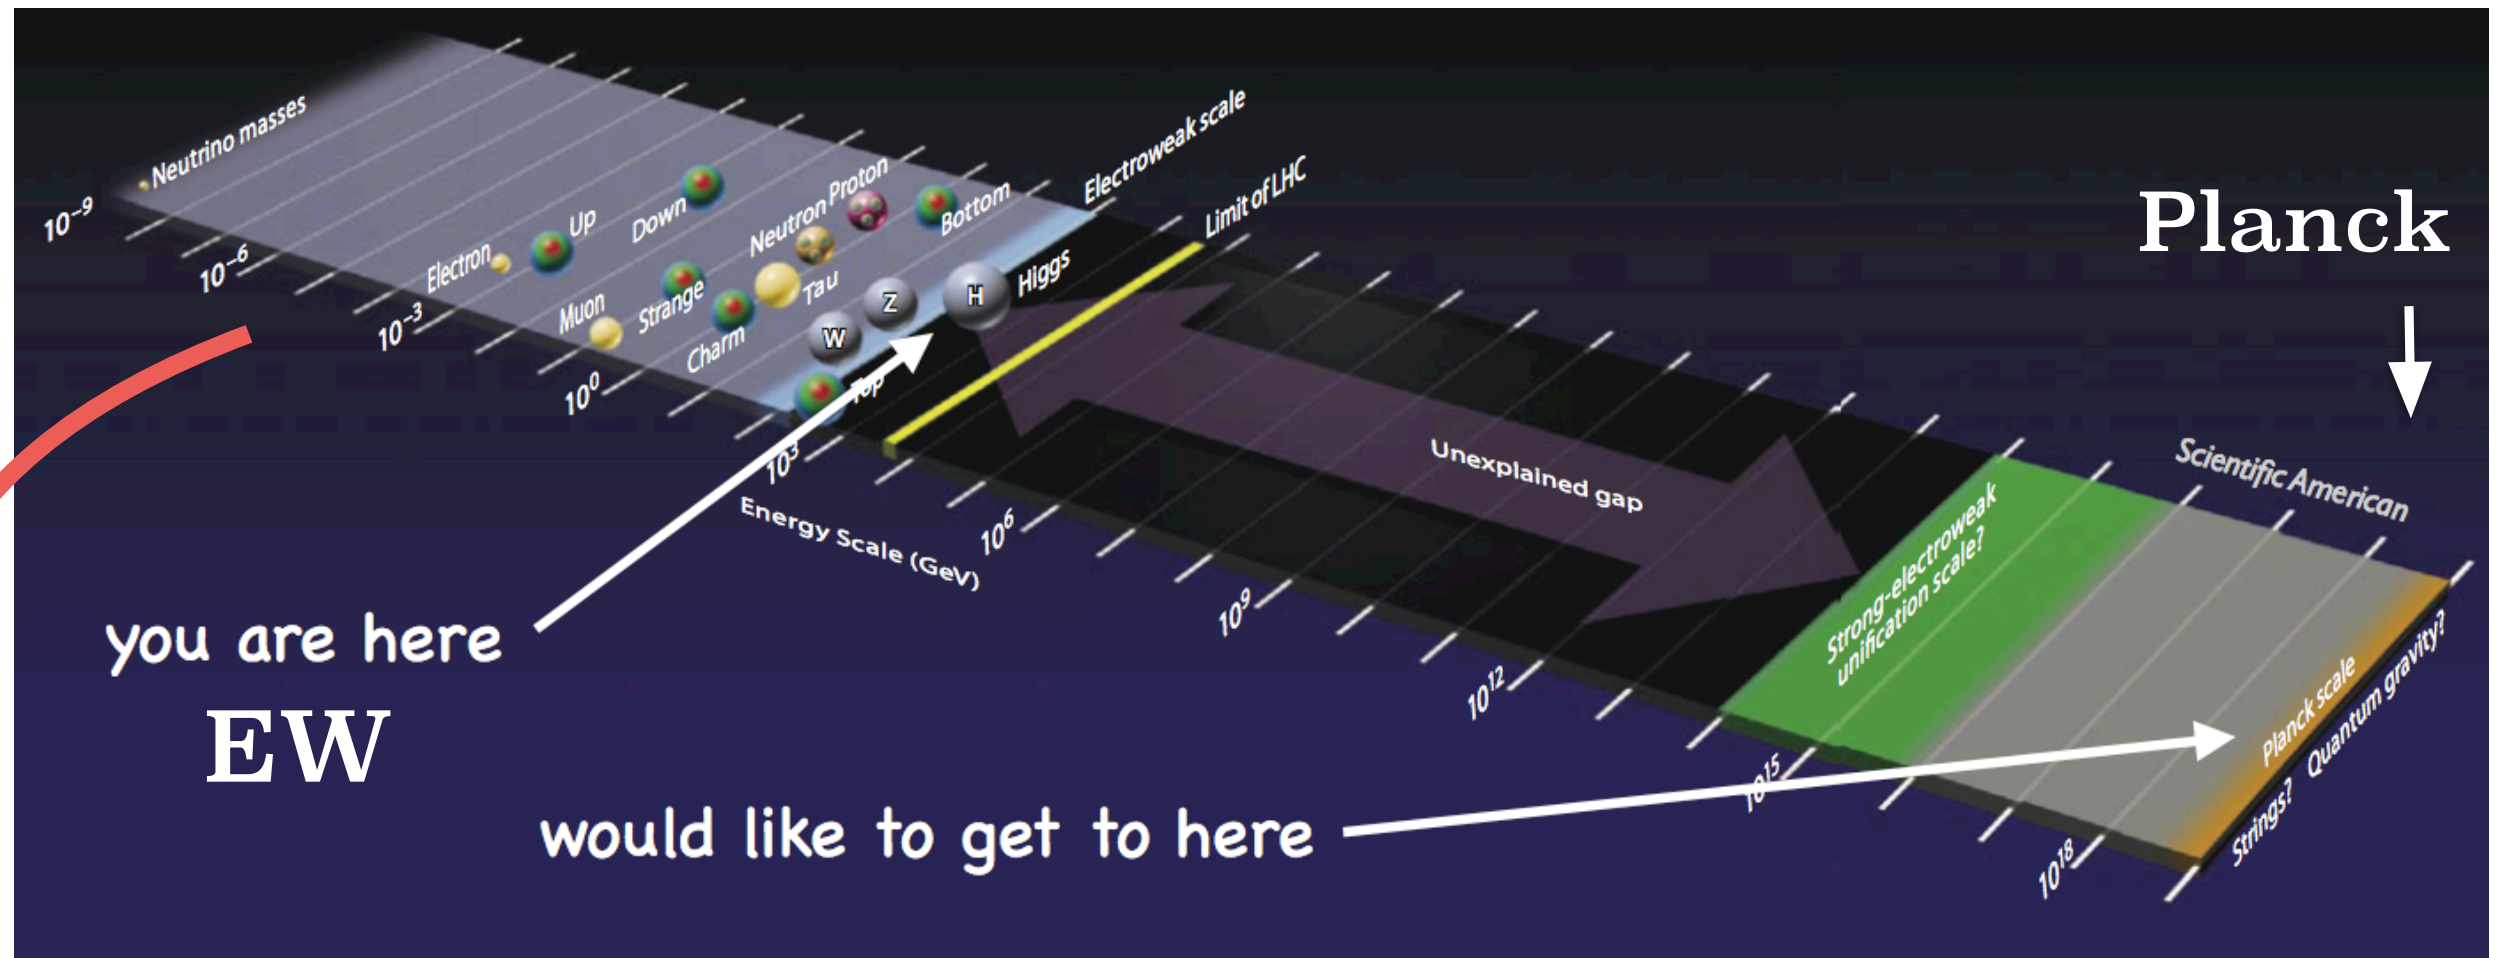 Neutrino masses
Electroweak scale
Limit of LHC
Planck
10⁻⁹
10⁻⁶
10⁻³
10⁰
10³
10⁶
10⁹
10¹²
10¹⁵
10¹⁸
Electron
Up
Down
Neutron
Proton
Bottom
Muon
Strange
Charm
Tau
W
Z
H
Higgs
Top
Energy Scale (GeV)
Unexplained gap
Strong-electroweak
unification scale?
Scientific American
Planck scale
Strings? Quantum gravity?
you are here
EW
would like to get to here